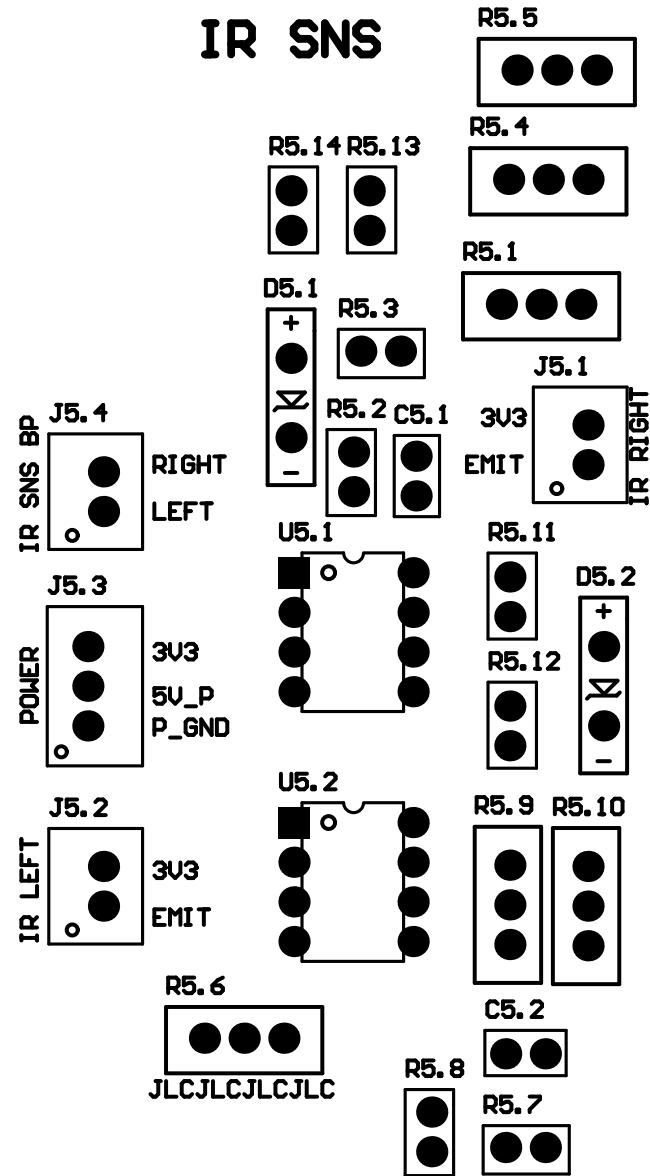 IR SNS
R5.5
R5.4
R5.14
R5.13
R5.1
D5.1
+
-
R5.3
J5.1
3V3
EMIT
IR RIGHT
J5.4
IR SNS BP
RIGHT
LEFT
R5.2
C5.1
U5.1
R5.11
D5.2
+
-
J5.3
POWER
3V3
5V_P
P_GND
R5.12
U5.2
J5.2
IR LEFT
3V3
EMIT
R5.9
R5.10
R5.6
JLCJLCJLCJLC
C5.2
R5.8
R5.7